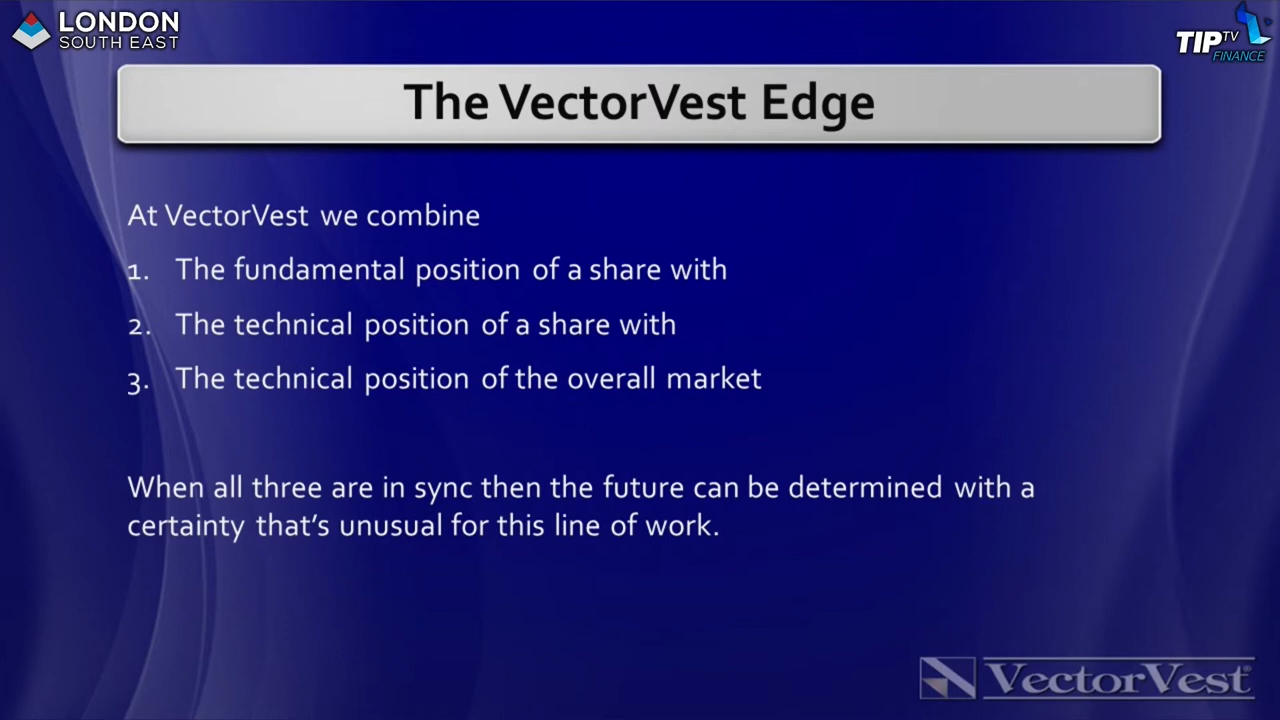 LONDON
SOUTH EAST
TIP TV
FINANCE
The VectorVest Edge
At VectorVest we combine
1. The fundamental position of a share with
2. The technical position of a share with
3. The technical position of the overall market
When all three are in sync then the future can be determined with a
certainty that's unusual for this line of work.
VectorVest®